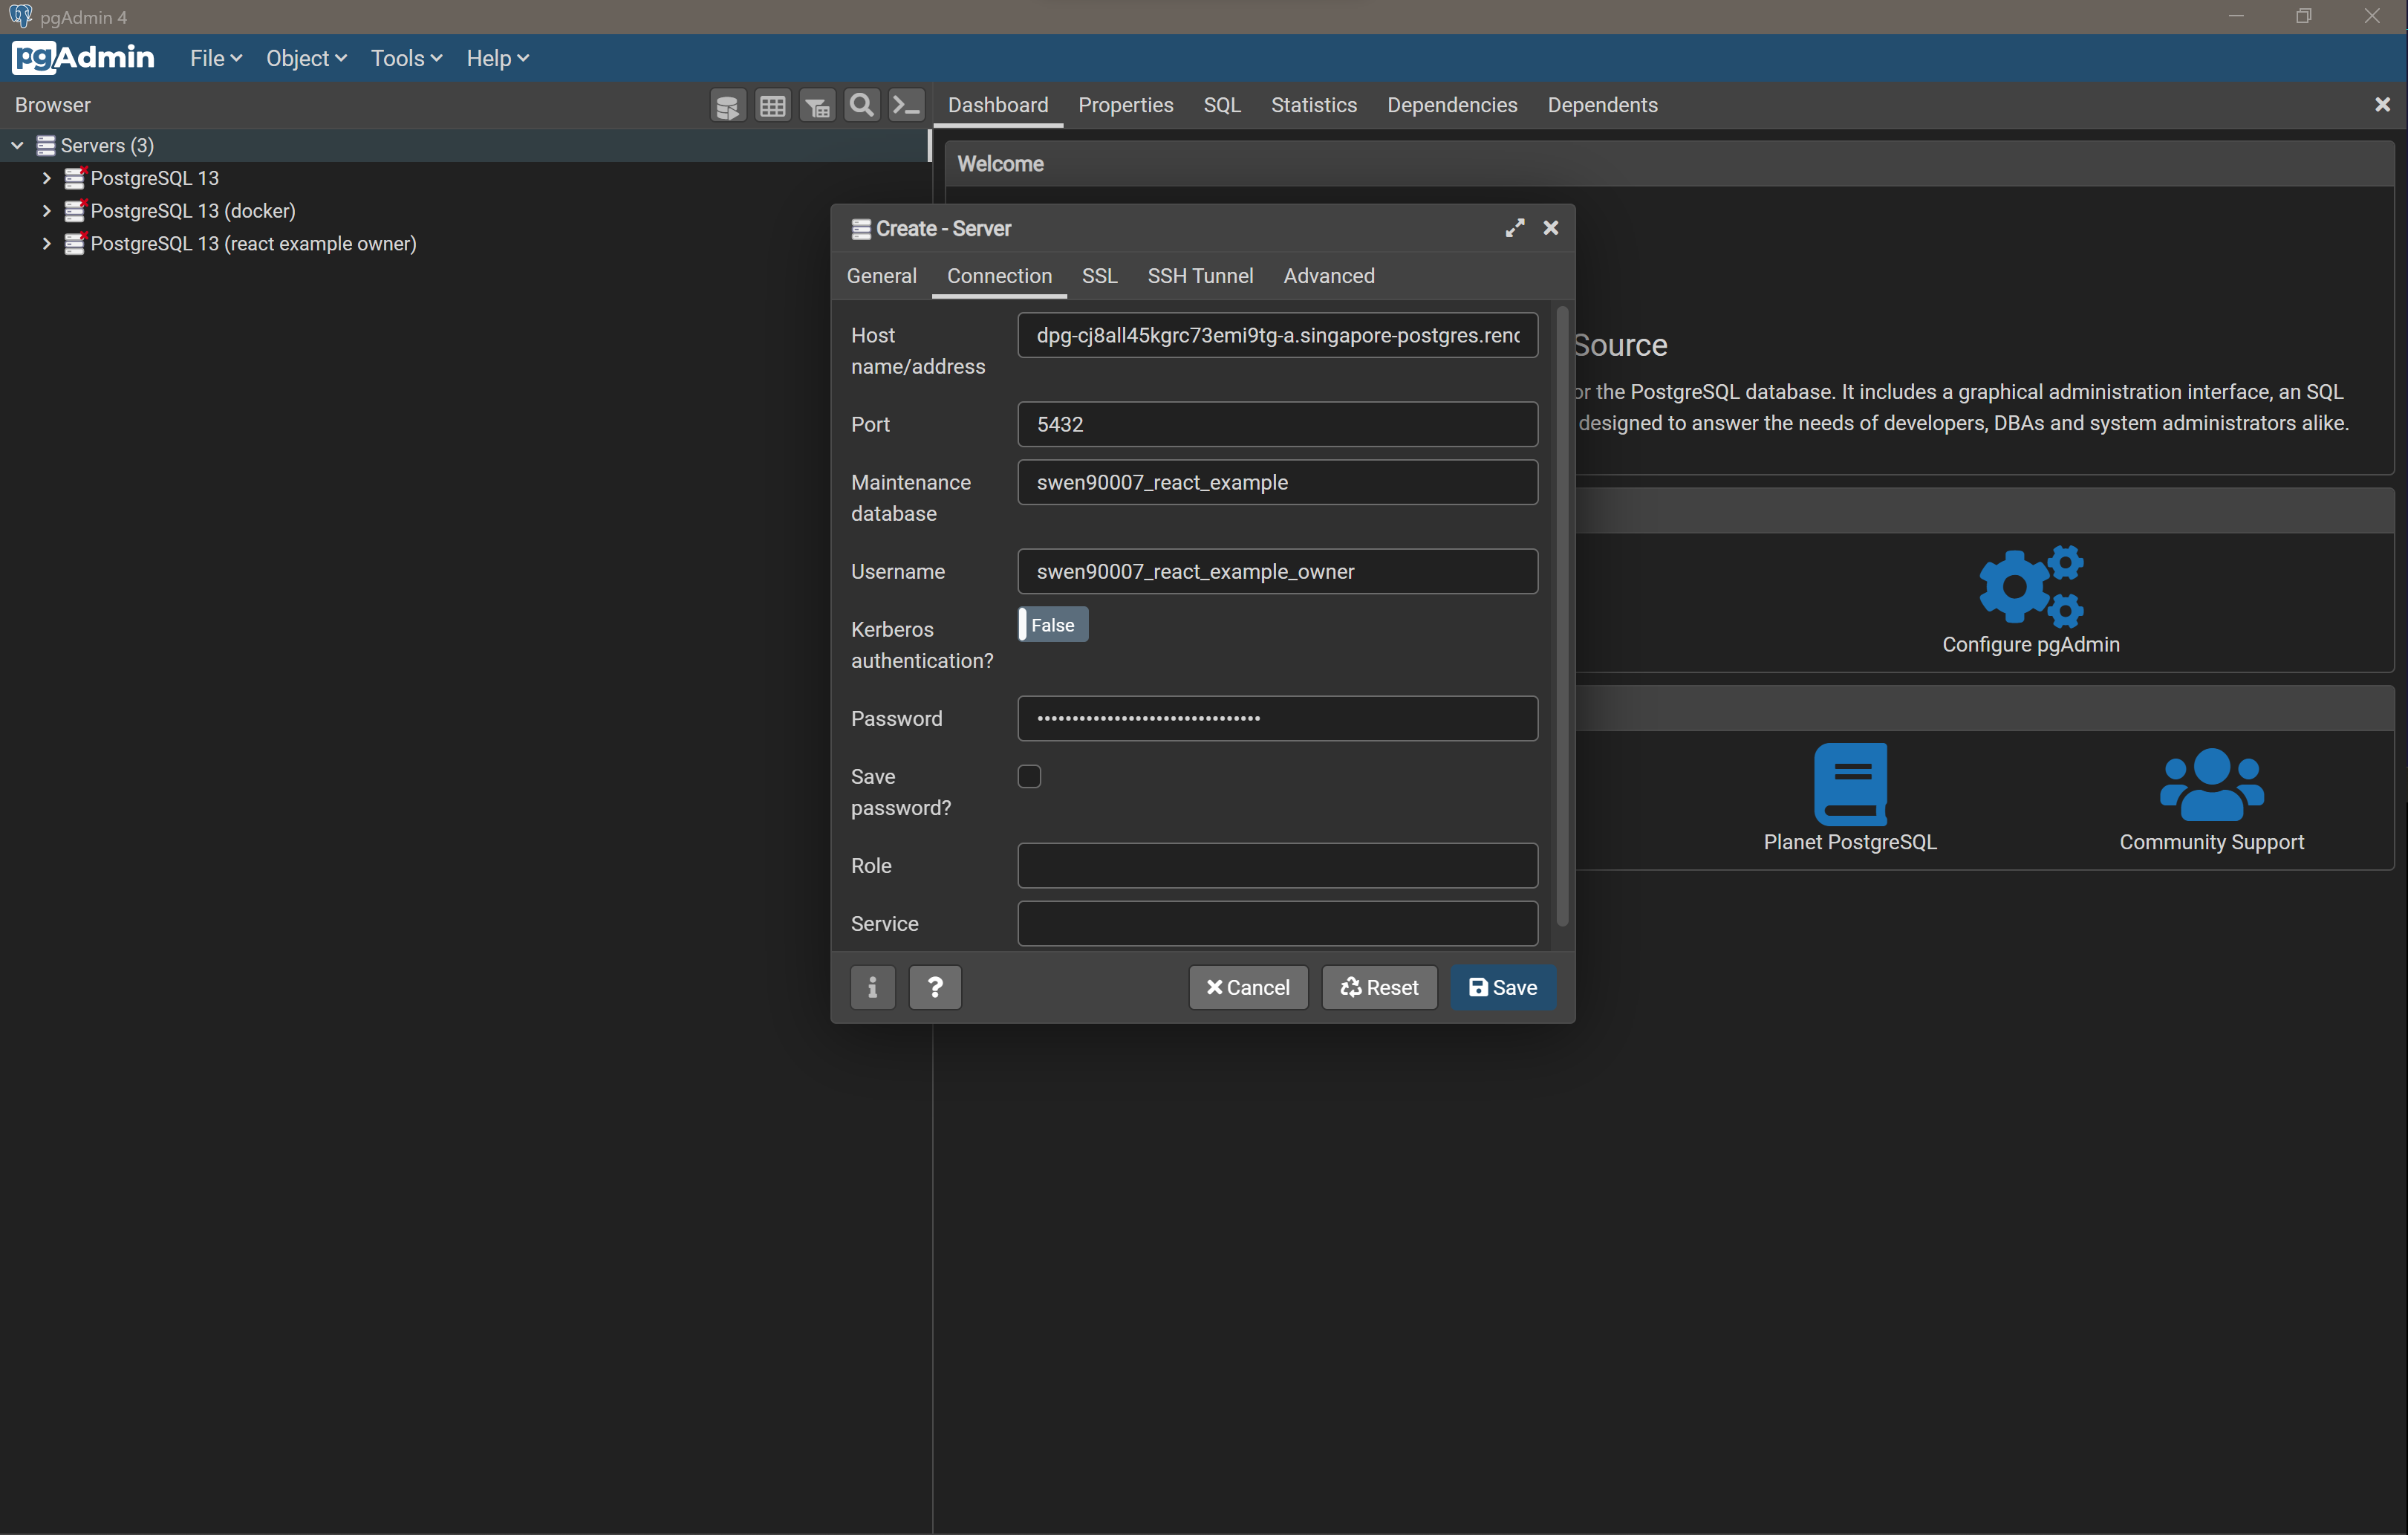 pgAdmin 4
pgAdmin File Object Tools Help
Browser
Dashboard Properties SQL Statistics Dependencies Dependents
Servers (3)
PostgreSQL 13
PostgreSQL 13 (docker)
PostgreSQL 13 (react example owner)
Welcome
Source
or the PostgreSQL database. It includes a graphical administration interface, an SQL
designed to answer the needs of developers, DBAs and system administrators alike.
Configure pgAdmin
Planet PostgreSQL
Community Support
Create - Server
General Connection SSL SSH Tunnel Advanced
Host
name/address
dpg-cj8all45kgrc73emi9tg-a.singapore-postgres.rend
Port
5432
Maintenance
database
swen90007_react_example
Username
swen90007_react_example_owner
Kerberos
authentication?
False
Password
••••••••••••••••••••••••••••••••
Save
password?
Role
Service
i ? Cancel Reset Save